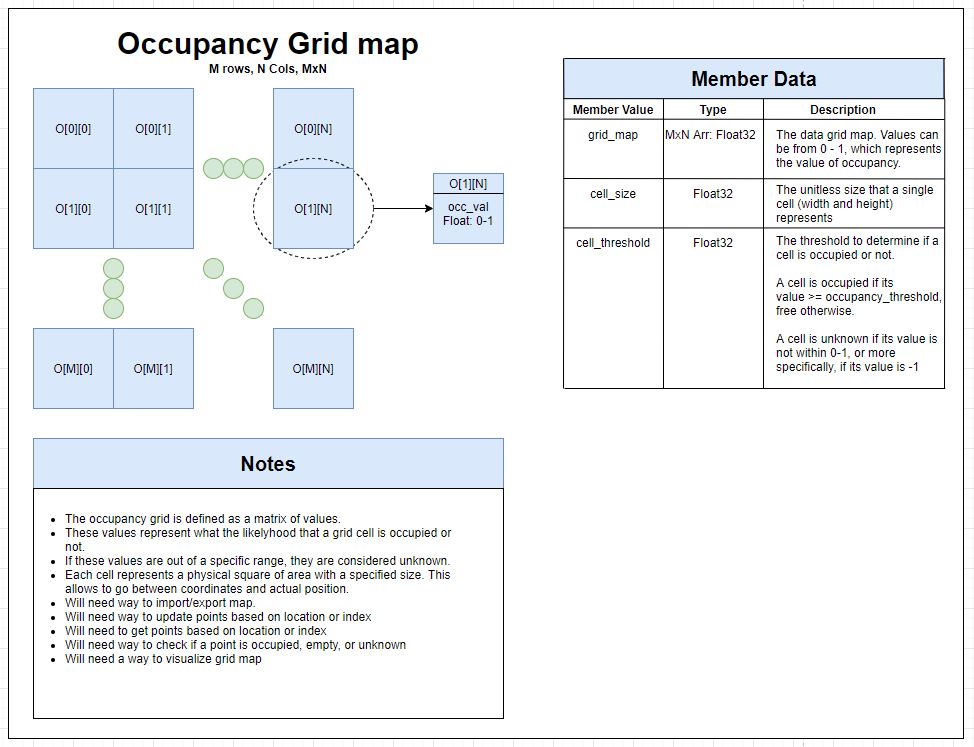 Occupancy Grid map
M rows, N Cols, MxN
O[0][0]
O[0][1]
O[0][N]
O[1][0]
O[1][1]
O[1][N]
O[1][N]
occ_val
Float: 0-1
O[M][0]
O[M][1]
O[M][N]
Member Data
Member Value
Type
Description
grid_map
MxN Arr: Float32
The data grid map. Values can
be from 0 - 1, which represents
the value of occupancy.
cell_size
Float32
The unitless size that a single
cell (width and height)
represents
cell_threshold
Float32
The threshold to determine if a
cell is occupied or not.
A cell is occupied if its
value >= occupancy_threshold,
free otherwise.
A cell is unknown if its value is
not within 0-1, or more
specifically, if its value is -1
Notes
• The occupancy grid is defined as a matrix of values.
• These values represent what the likelyhood that a grid cell is occupied or
not.
• If these values are out of a specific range, they are considered unknown.
• Each cell represents a physical square of area with a specified size. This
allows to go between coordinates and actual position.
• Will need way to import/export map.
• Will need way to update points based on location or index
• Will need to get points based on location or index
• Will need way to check if a point is occupied, empty, or unknown
• Will need a way to visualize grid map